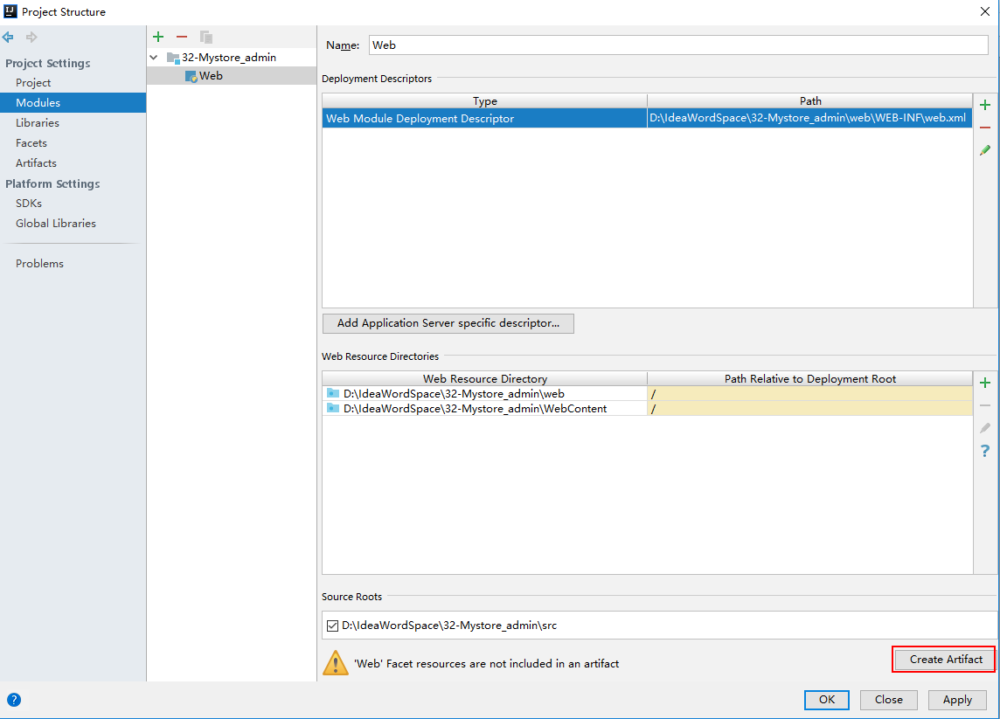 Project Structure
Project Settings
Project
Modules
Libraries
Facets
Artifacts
Platform Settings
SDKs
Global Libraries
Problems
32-Mystore_admin
Web
Name: Web
Deployment Descriptors
Type Path
Web Module Deployment Descriptor D:\IdeaWordSpace\32-Mystore_admin\web\WEB-INF\web.xml
Add Application Server specific descriptor...
Web Resource Directories
Web Resource Directory Path Relative to Deployment Root
D:\IdeaWordSpace\32-Mystore_admin\web /
D:\IdeaWordSpace\32-Mystore_admin\WebContent /
Source Roots
D:\IdeaWordSpace\32-Mystore_admin\src
'Web' Facet resources are not included in an artifact Create Artifact
OK Close Apply